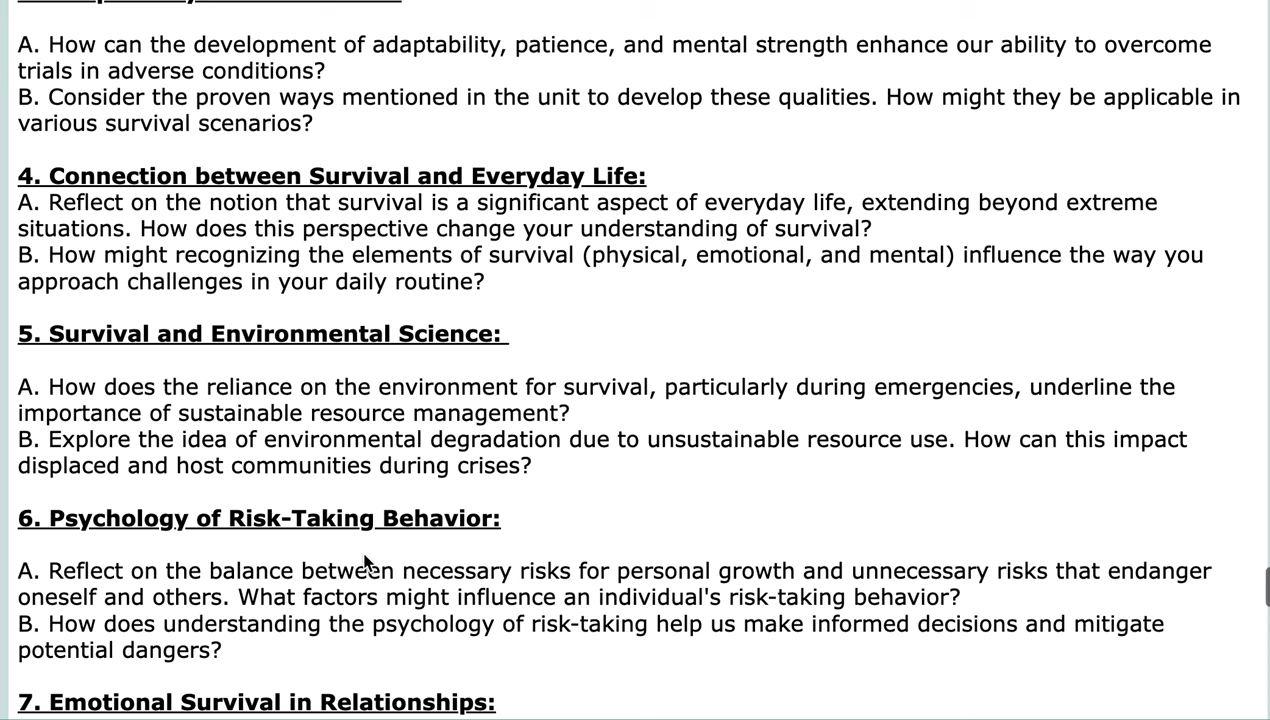 A. How can the development of adaptability, patience, and mental strength enhance our ability to overcome
trials in adverse conditions?
B. Consider the proven ways mentioned in the unit to develop these qualities. How might they be applicable in
various survival scenarios?
4. Connection between Survival and Everyday Life:
A. Reflect on the notion that survival is a significant aspect of everyday life, extending beyond extreme
situations. How does this perspective change your understanding of survival?
B. How might recognizing the elements of survival (physical, emotional, and mental) influence the way you
approach challenges in your daily routine?
5. Survival and Environmental Science:
A. How does the reliance on the environment for survival, particularly during emergencies, underline the
importance of sustainable resource management?
B. Explore the idea of environmental degradation due to unsustainable resource use. How can this impact
displaced and host communities during crises?
6. Psychology of Risk-Taking Behavior:
A. Reflect on the balance between necessary risks for personal growth and unnecessary risks that endanger
oneself and others. What factors might influence an individual's risk-taking behavior?
B. How does understanding the psychology of risk-taking help us make informed decisions and mitigate
potential dangers?
7. Emotional Survival in Relationships: